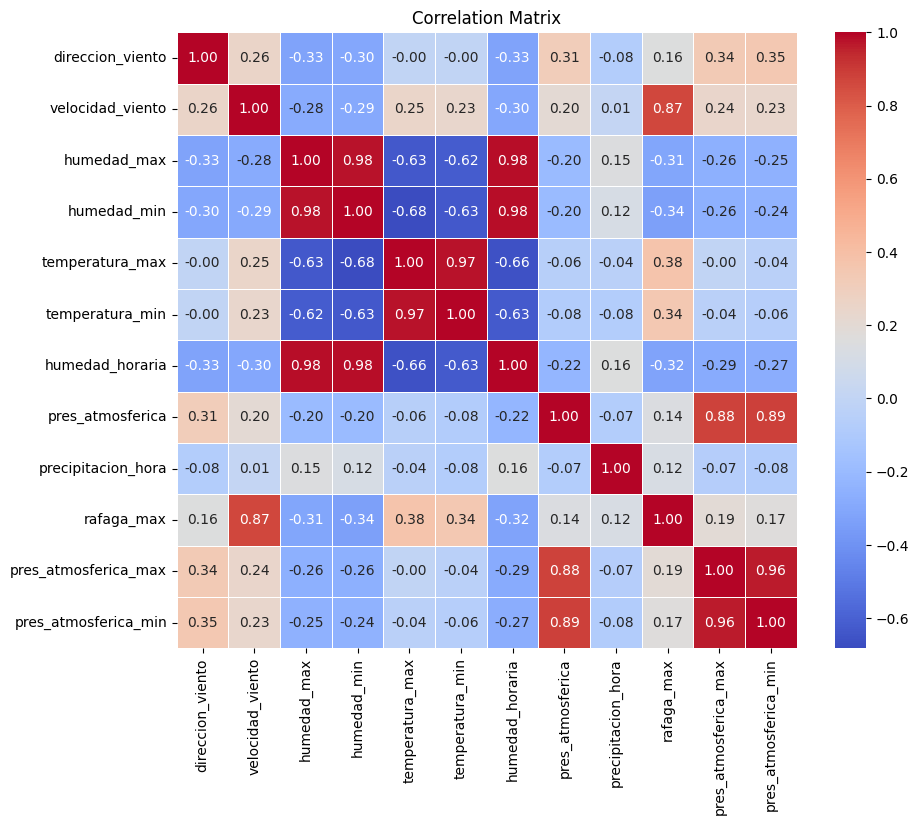 Correlation Matrix
direccion_viento 1.00 0.26 -0.33 -0.30 -0.00 -0.00 -0.33 0.31 -0.08 0.16 0.34 0.35
velocidad_viento 0.26 1.00 -0.28 -0.29 0.25 0.23 -0.30 0.20 0.01 0.87 0.24 0.23
humedad_max -0.33 -0.28 1.00 0.98 -0.63 -0.62 0.98 -0.20 0.15 -0.31 -0.26 -0.25
humedad_min -0.30 -0.29 0.98 1.00 -0.68 -0.63 0.98 -0.20 0.12 -0.34 -0.26 -0.24
temperatura_max -0.00 0.25 -0.63 -0.68 1.00 0.97 -0.66 -0.06 -0.04 0.38 -0.00 -0.04
temperatura_min -0.00 0.23 -0.62 -0.63 0.97 1.00 -0.63 -0.08 -0.08 0.34 -0.04 -0.06
humedad_horaria -0.33 -0.30 0.98 0.98 -0.66 -0.63 1.00 -0.22 0.16 -0.32 -0.29 -0.27
pres_atmosferica 0.31 0.20 -0.20 -0.20 -0.06 -0.08 -0.22 1.00 -0.07 0.14 0.88 0.89
precipitacion_hora -0.08 0.01 0.15 0.12 -0.04 -0.08 0.16 -0.07 1.00 0.12 -0.07 -0.08
rafaga_max 0.16 0.87 -0.31 -0.34 0.38 0.34 -0.32 0.14 0.12 1.00 0.19 0.17
pres_atmosferica_max 0.34 0.24 -0.26 -0.26 -0.00 -0.04 -0.29 0.88 -0.07 0.19 1.00 0.96
pres_atmosferica_min 0.35 0.23 -0.25 -0.24 -0.04 -0.06 -0.27 0.89 -0.08 0.17 0.96 1.00
direccion_viento
velocidad_viento
humedad_max
humedad_min
temperatura_max
temperatura_min
humedad_horaria
pres_atmosferica
precipitacion_hora
rafaga_max
pres_atmosferica_max
pres_atmosferica_min
1.0
0.8
0.6
0.4
0.2
0.0
−0.2
−0.4
−0.6